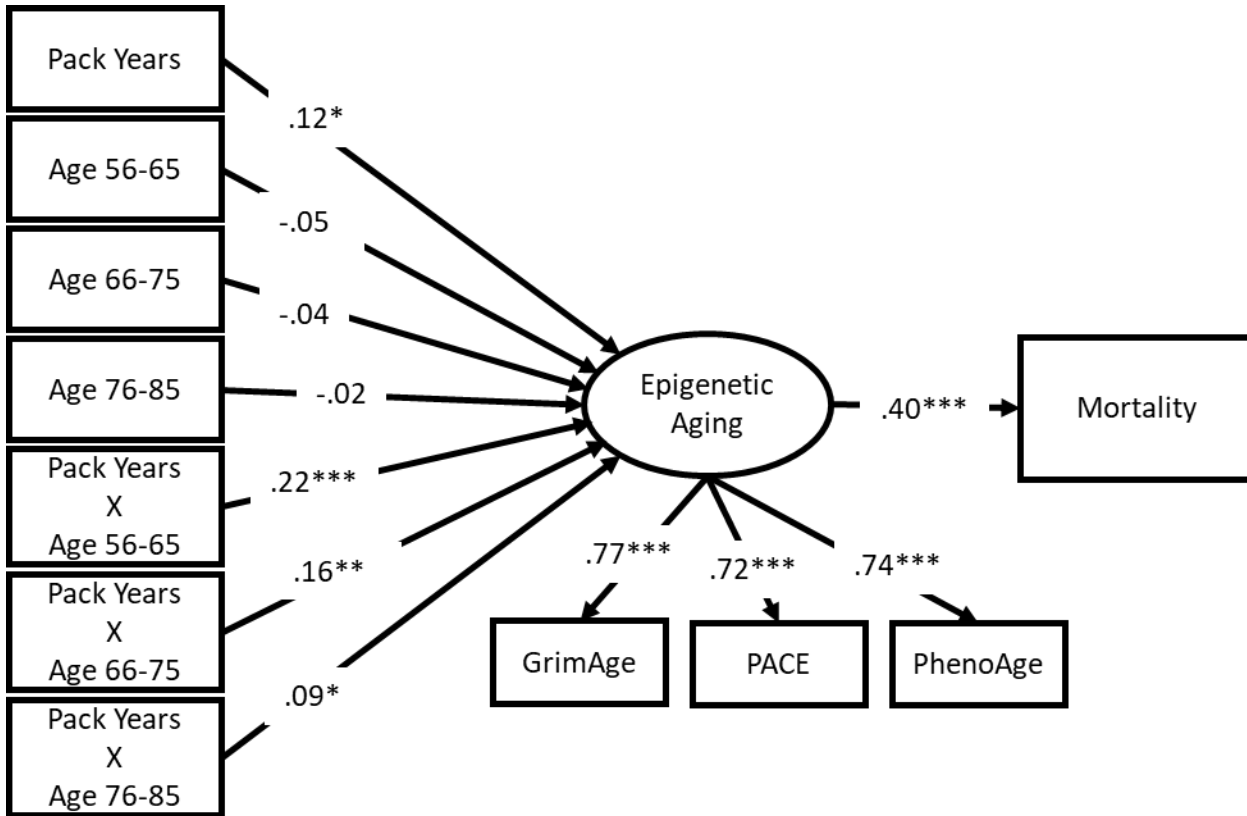 Pack Years
Age 56-65
Age 66-75
Age 76-85
Pack Years
X
Age 56-65
Pack Years
X
Age 66-75
Pack Years
X
Age 76-85
.12*
-.05
-.04
-.02
.22***
.16**
.09*
Epigenetic
Aging
.40***
Mortality
.77***
.72***
.74***
GrimAge
PACE
PhenoAge